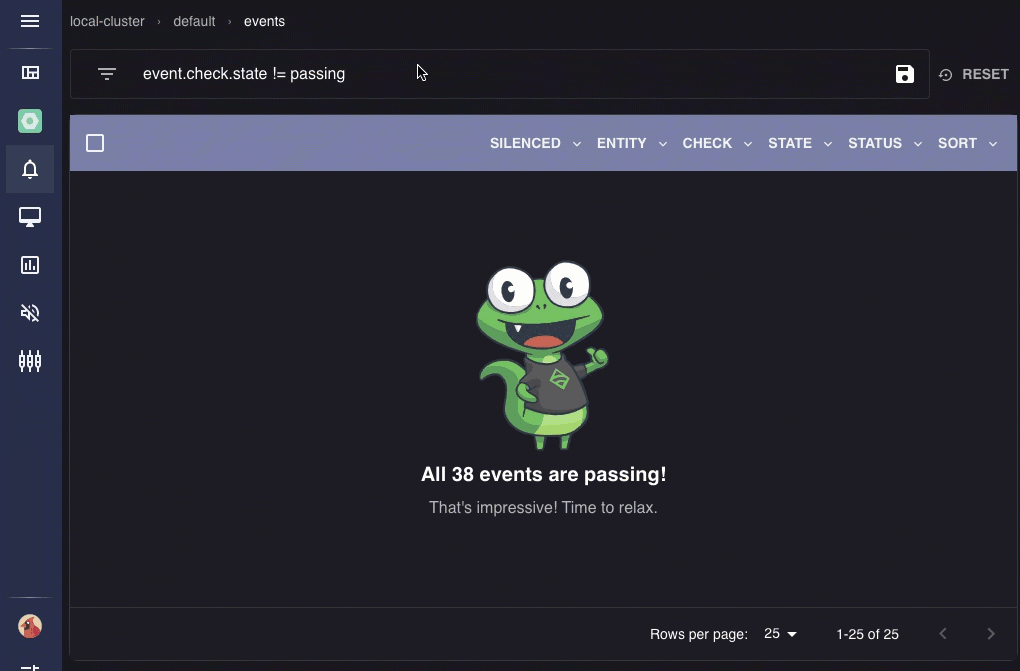 local-cluster › default › events
event.check.state != passing
RESET
SILENCED ENTITY CHECK STATE STATUS SORT
All 38 events are passing!
That's impressive! Time to relax.
Rows per page: 25 1-25 of 25